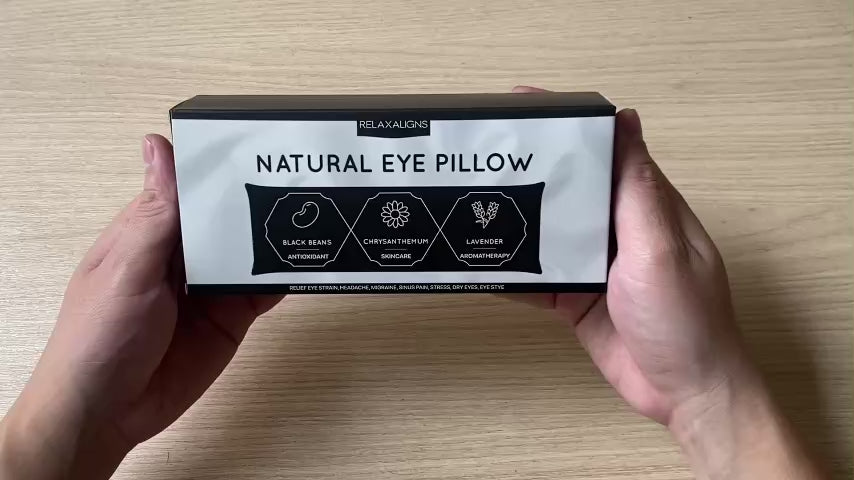 RELAXALIGNS
NATURAL EYE PILLOW
BLACK BEANS
ANTIOXIDANT
CHRYSANTHEMUM
SKINCARE
LAVENDER
AROMATHERAPY
RELIEF EYE STRAIN, HEADACHE, MIGRAINE, SINUS PAIN, STRESS, DRY EYES, EYE STYE